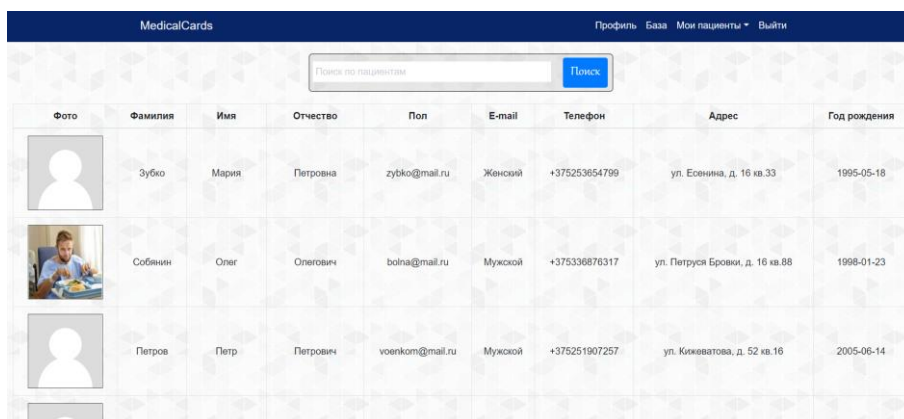 MedicalCards Профиль База Мои пациенты Выйти
Поиск по пациентам Поиск
Фото Фамилия Имя Отчество Пол E-mail Телефон Адрес Год рождения
Зубко Мария Петровна zybko@mail.ru Женский +375253654799 ул. Есенина, д. 16 кв.33 1995-05-18
Собянин Олег Олегович bolna@mail.ru Мужской +375336876317 ул. Петруся Бровки, д. 16 кв.88 1998-01-23
Петров Петр Петрович voenkom@mail.ru Мужской +375251907257 ул. Кижеватова, д. 52 кв.16 2005-06-14